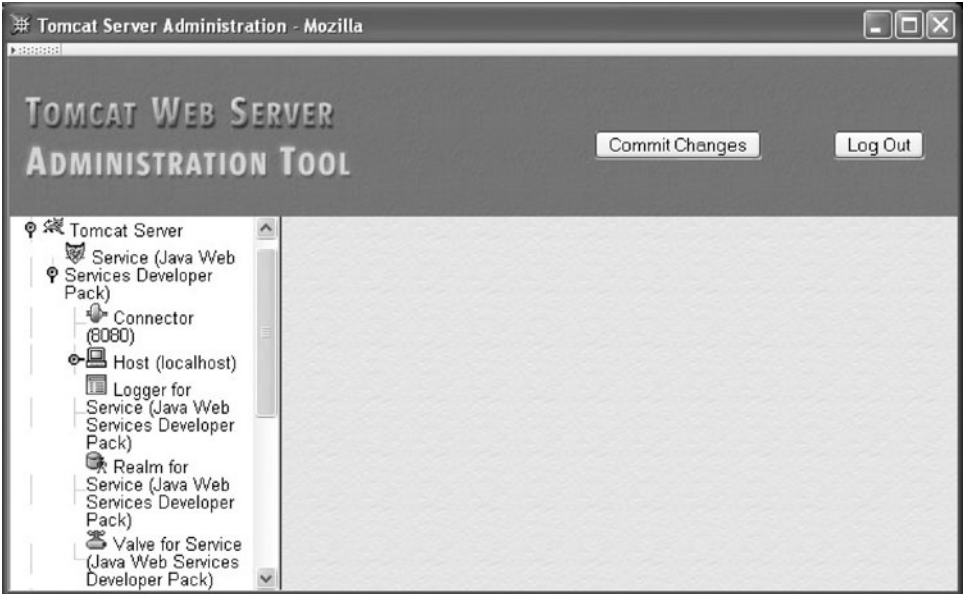 Tomcat Server Administration - Mozilla
TOMCAT WEB SERVER
ADMINISTRATION TOOL
Commit Changes
Log Out
Tomcat Server
Service (Java Web
Services Developer
Pack)
Connector
(8080)
Host (localhost)
Logger for
Service (Java Web
Services Developer
Pack)
Realm for
Service (Java Web
Services Developer
Pack)
Valve for Service
(Java Web Services
Developer Pack)